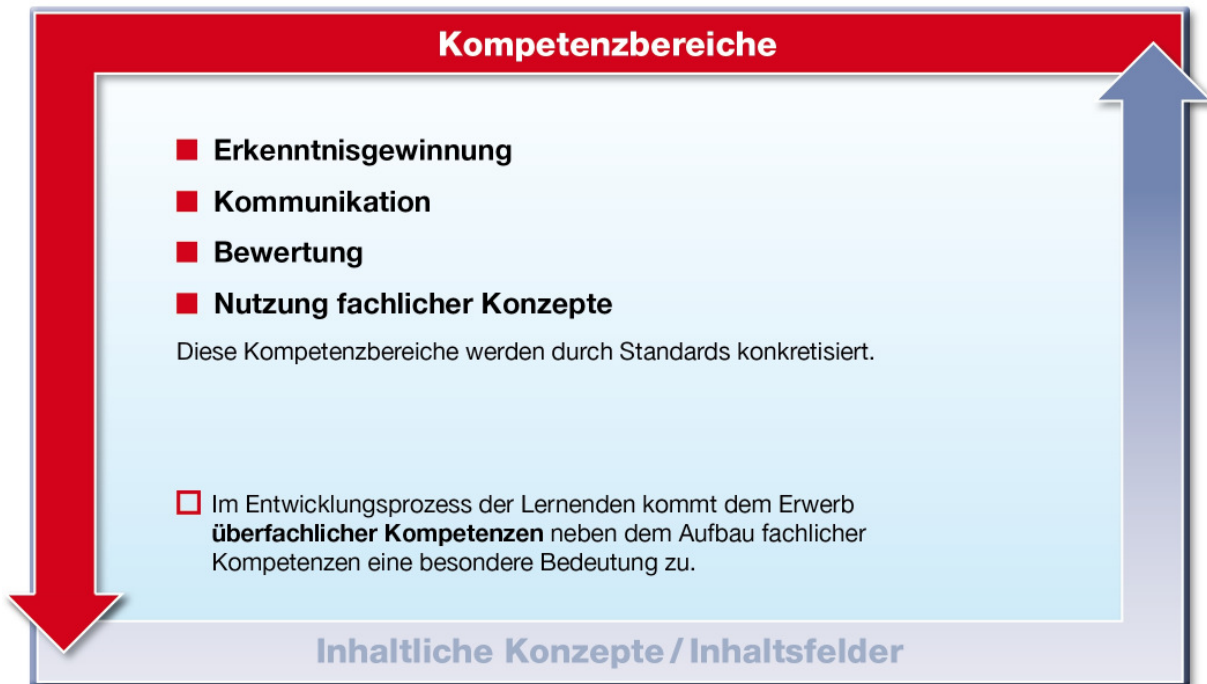 Kompetenzbereiche
Erkenntnisgewinnung
Kommunikation
Bewertung
Nutzung fachlicher Konzepte
Diese Kompetenzbereiche werden durch Standards konkretisiert.
Im Entwicklungsprozess der Lernenden kommt dem Erwerb
überfachlicher Kompetenzen neben dem Aufbau fachlicher
Kompetenzen eine besondere Bedeutung zu.
Inhaltliche Konzepte / Inhaltsfelder